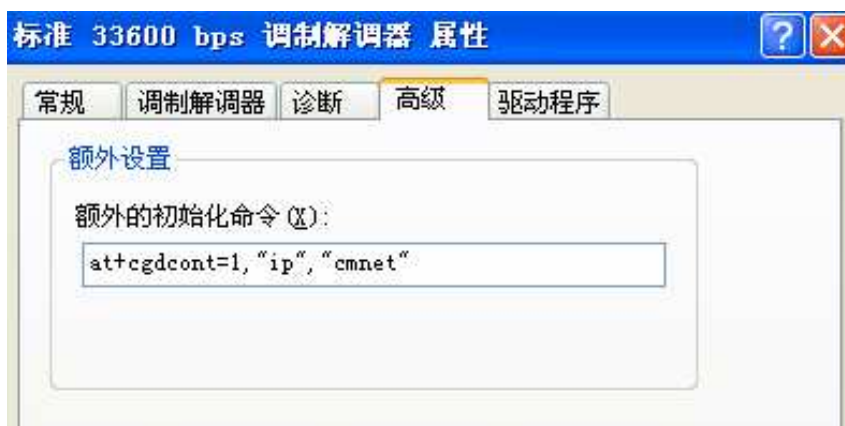 标准 33600 bps 调制解调器 属性
常规 调制解调器 诊断 高级 驱动程序
额外设置
额外的初始化命令(X):
at+cgdcont=1,"ip","cmnet"